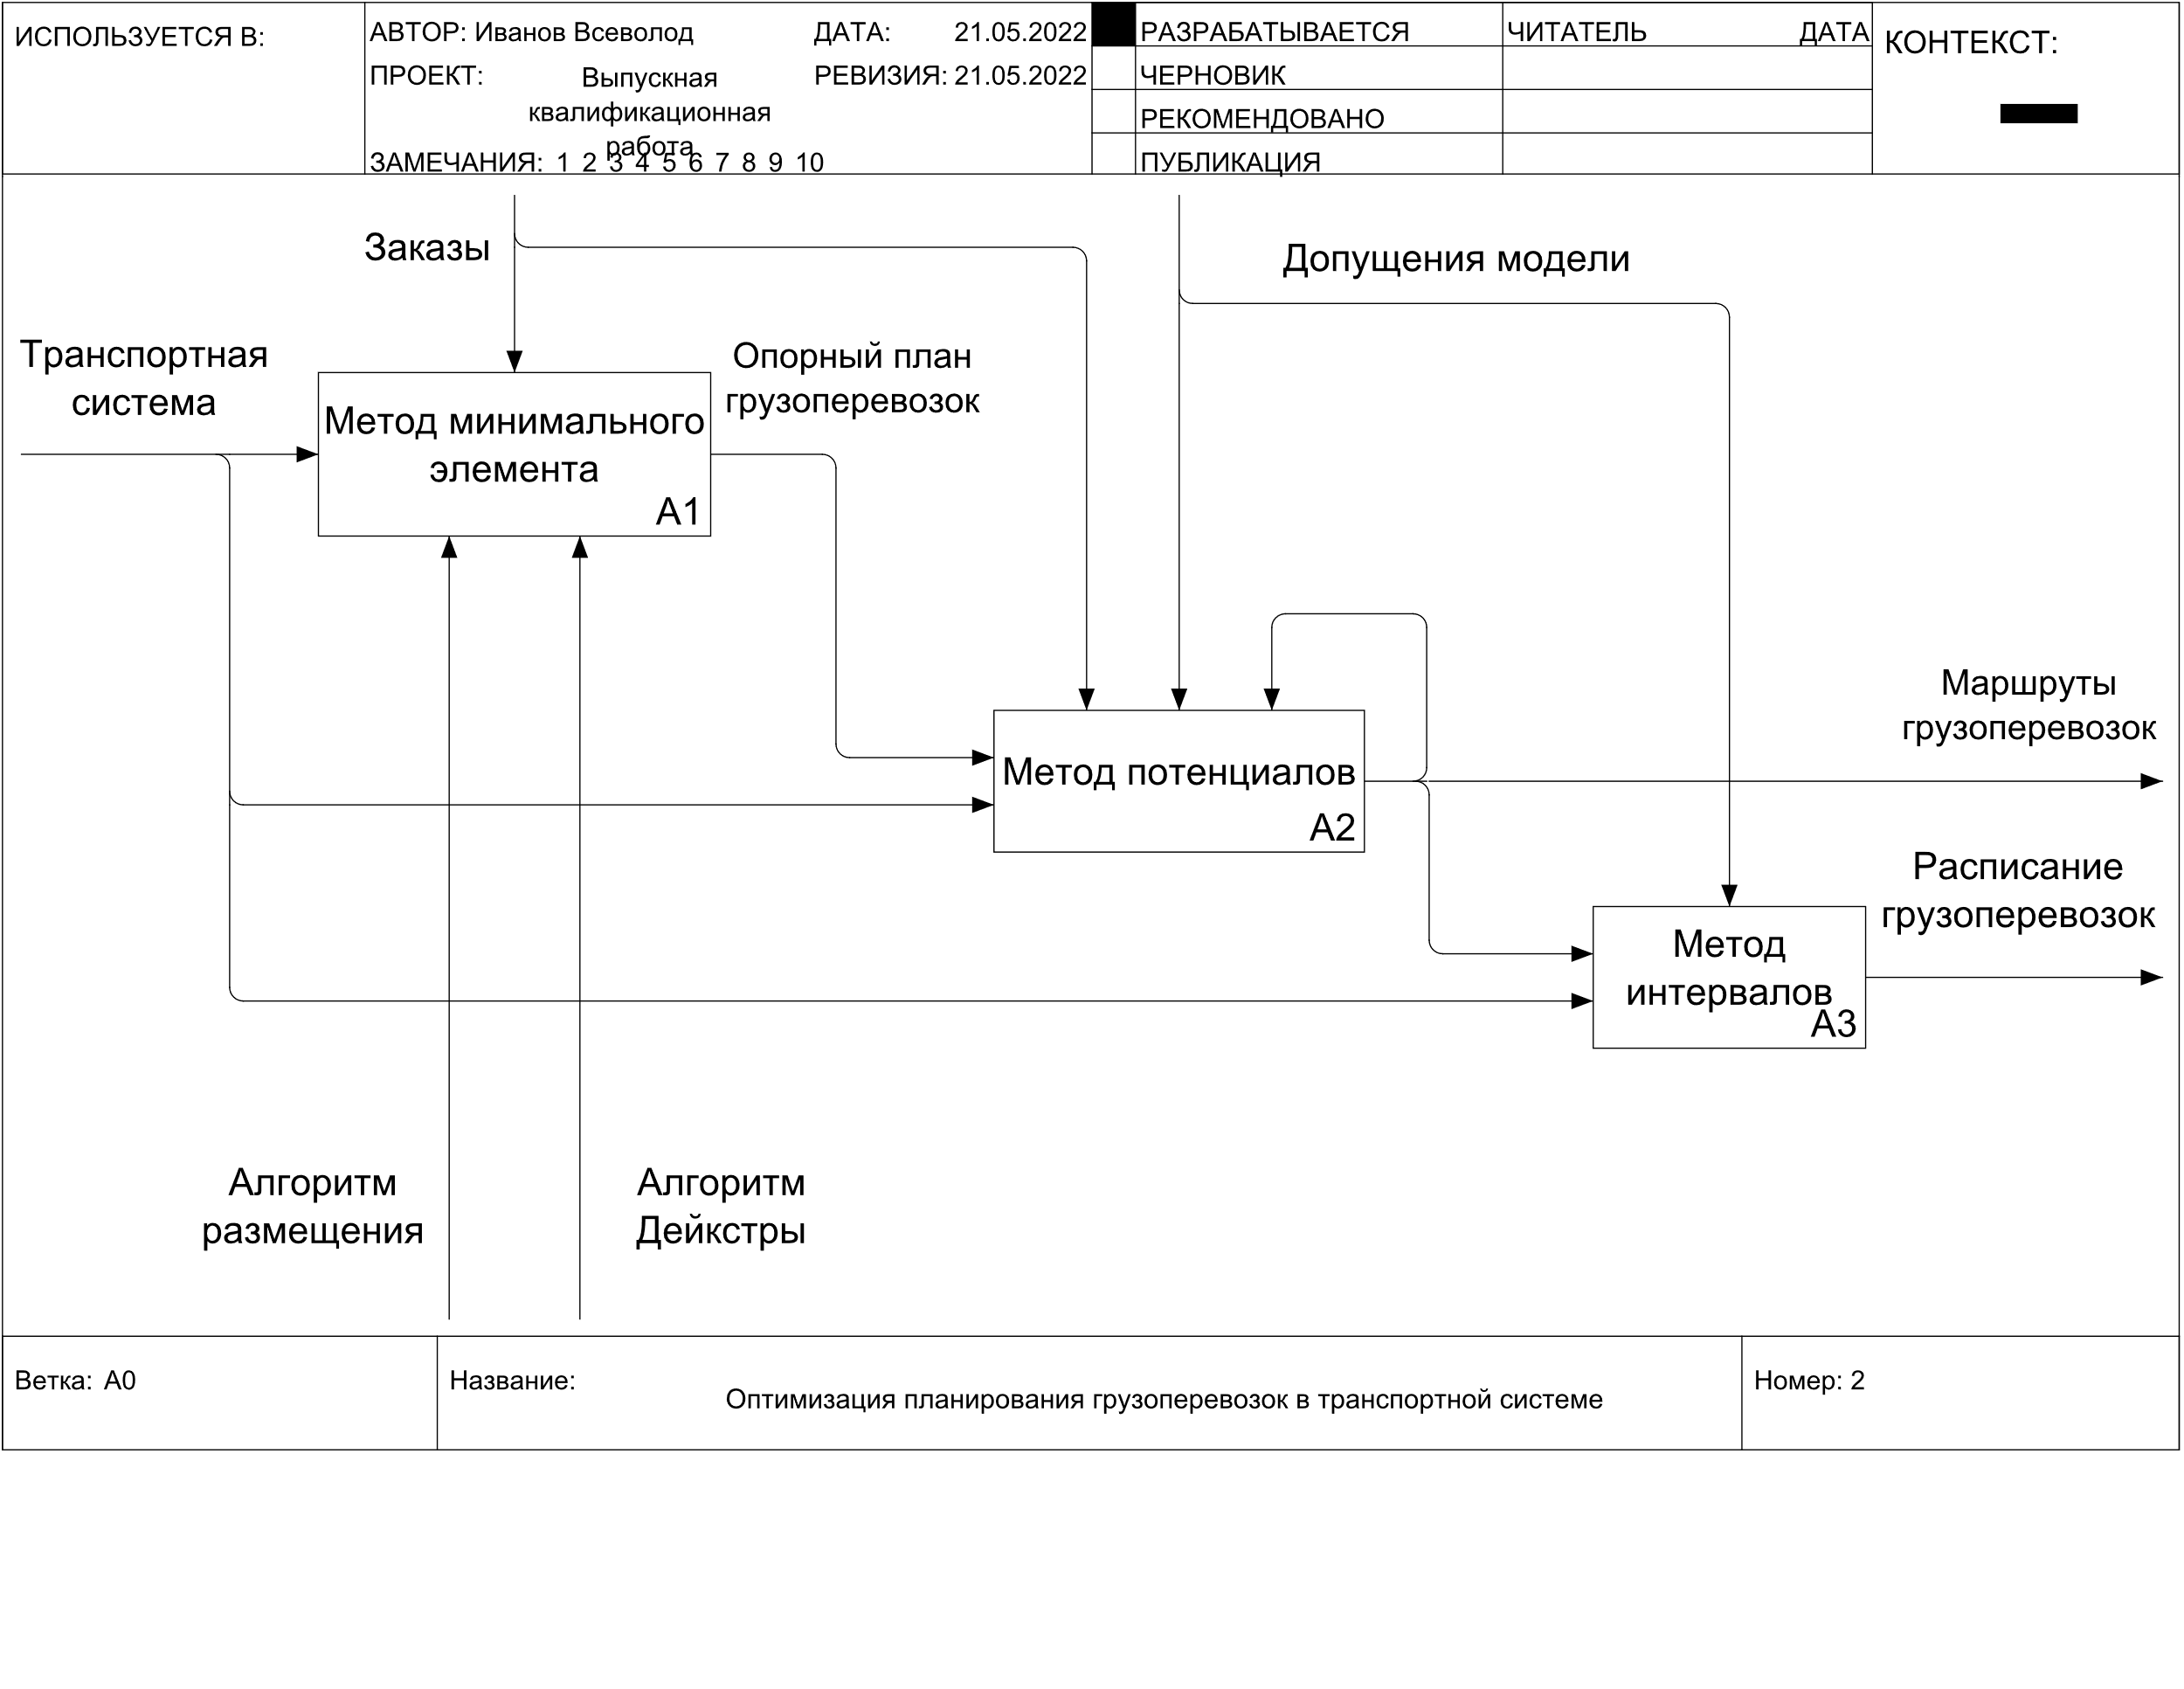 ИСПОЛЬЗУЕТСЯ В:
АВТОР: Иванов Всеволод
ДАТА: 21.05.2022
ПРОЕКТ: Выпускная
квалификационная
работа
РЕВИЗИЯ: 21.05.2022
ЗАМЕЧАНИЯ: 1 2 3 4 5 6 7 8 9 10
РАЗРАБАТЫВАЕТСЯ
ЧЕРНОВИК
РЕКОМЕНДОВАНО
ПУБЛИКАЦИЯ
ЧИТАТЕЛЬ ДАТА
КОНТЕКСТ:
Заказы
Допущения модели
Транспортная
система
Метод минимального
элемента
A1
Опорный план
грузоперевозок
Метод потенциалов
A2
Маршруты
грузоперевозок
Расписание
грузоперевозок
Метод
интервалов
A3
Алгоритм
размещения
Алгоритм
Дейкстры
Ветка: A0
Название:
Оптимизация планирования грузоперевозок в транспортной системе
Номер: 2